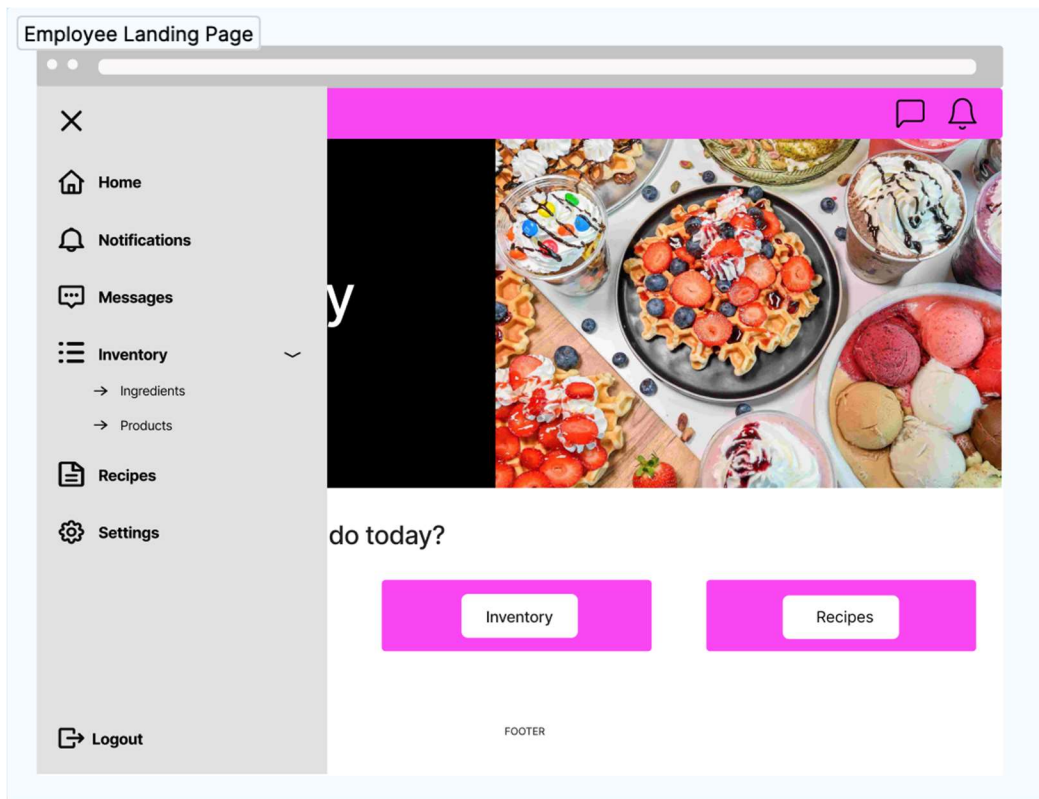 Employee Landing Page
Home
Notifications
Messages
Inventory
Ingredients
Products
Recipes
Settings
Logout
y
do today?
Inventory
Recipes
FOOTER